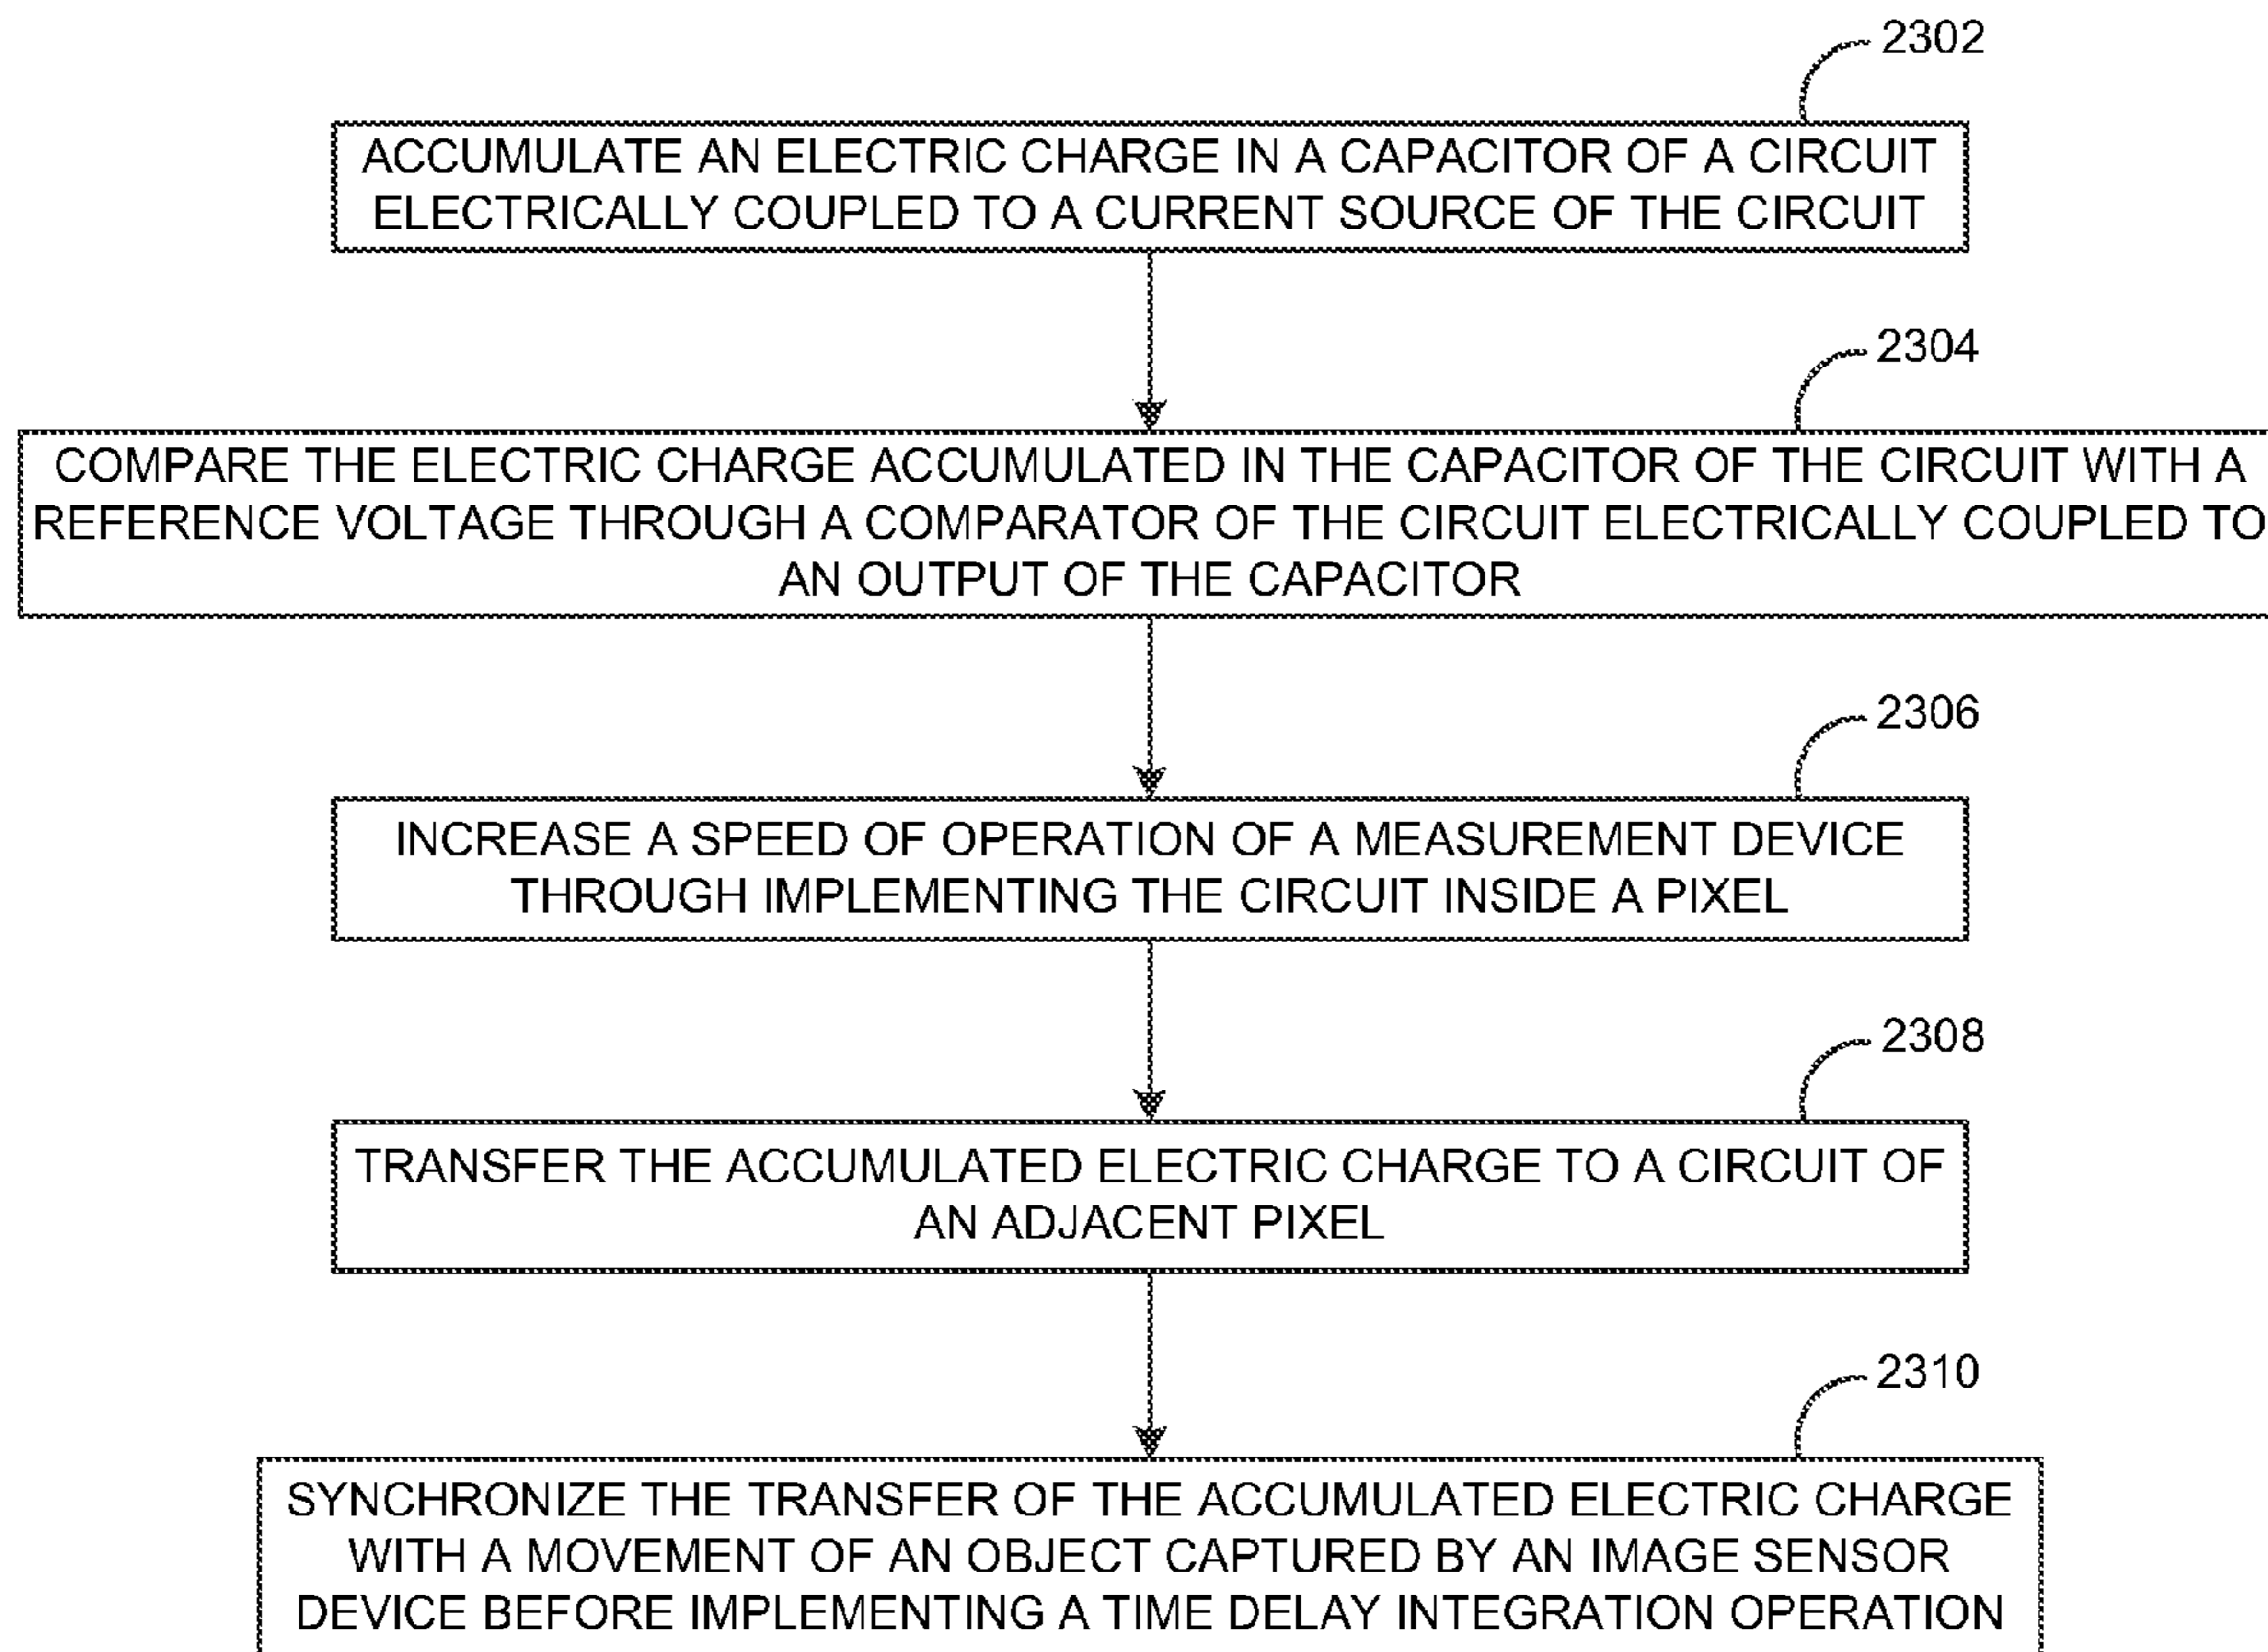 2302
ACCUMULATE AN ELECTRIC CHARGE IN A CAPACITOR OF A CIRCUIT
ELECTRICALLY COUPLED TO A CURRENT SOURCE OF THE CIRCUIT
2304
COMPARE THE ELECTRIC CHARGE ACCUMULATED IN THE CAPACITOR OF THE CIRCUIT WITH A
REFERENCE VOLTAGE THROUGH A COMPARATOR OF THE CIRCUIT ELECTRICALLY COUPLED TO
AN OUTPUT OF THE CAPACITOR
2306
INCREASE A SPEED OF OPERATION OF A MEASUREMENT DEVICE
THROUGH IMPLEMENTING THE CIRCUIT INSIDE A PIXEL
2308
TRANSFER THE ACCUMULATED ELECTRIC CHARGE TO A CIRCUIT OF
AN ADJACENT PIXEL
2310
SYNCHRONIZE THE TRANSFER OF THE ACCUMULATED ELECTRIC CHARGE
WITH A MOVEMENT OF AN OBJECT CAPTURED BY AN IMAGE SENSOR
DEVICE BEFORE IMPLEMENTING A TIME DELAY INTEGRATION OPERATION